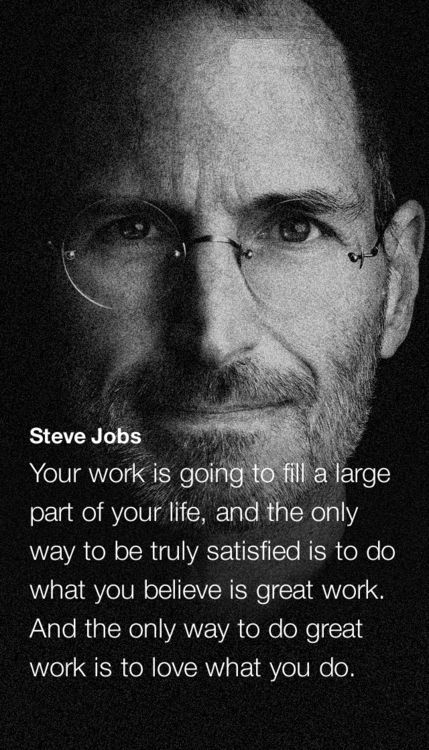 Steve Jobs
Your work is going to fill a large
part of your life, and the only
way to be truly satisfied is to do
what you believe is great work.
And the only way to do great
work is to love what you do.